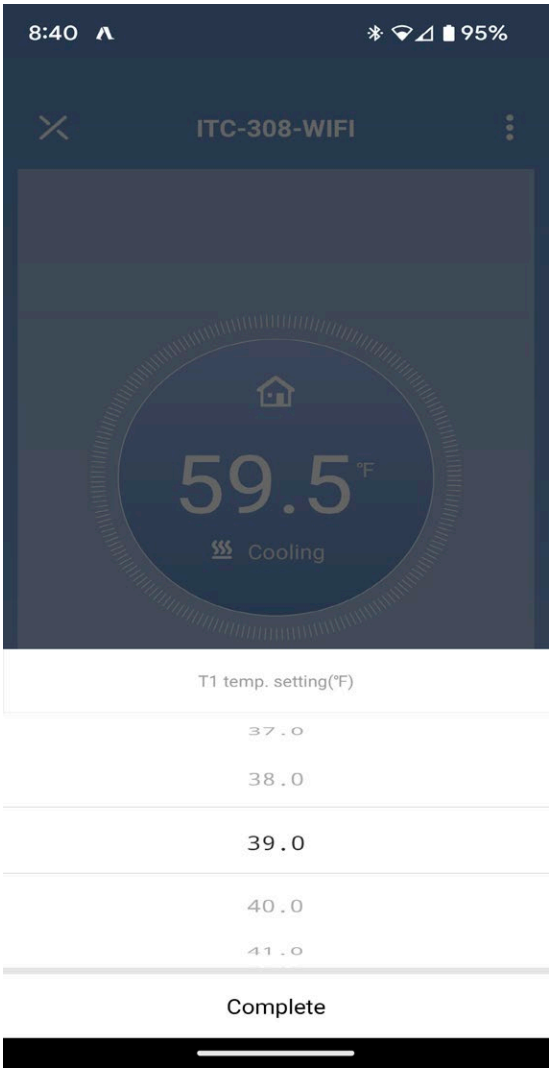 8:40 95%
ITC-308-WIFI
59.5°F
Cooling
T1 temp. setting(°F)
37.0
38.0
39.0
40.0
41.0
Complete